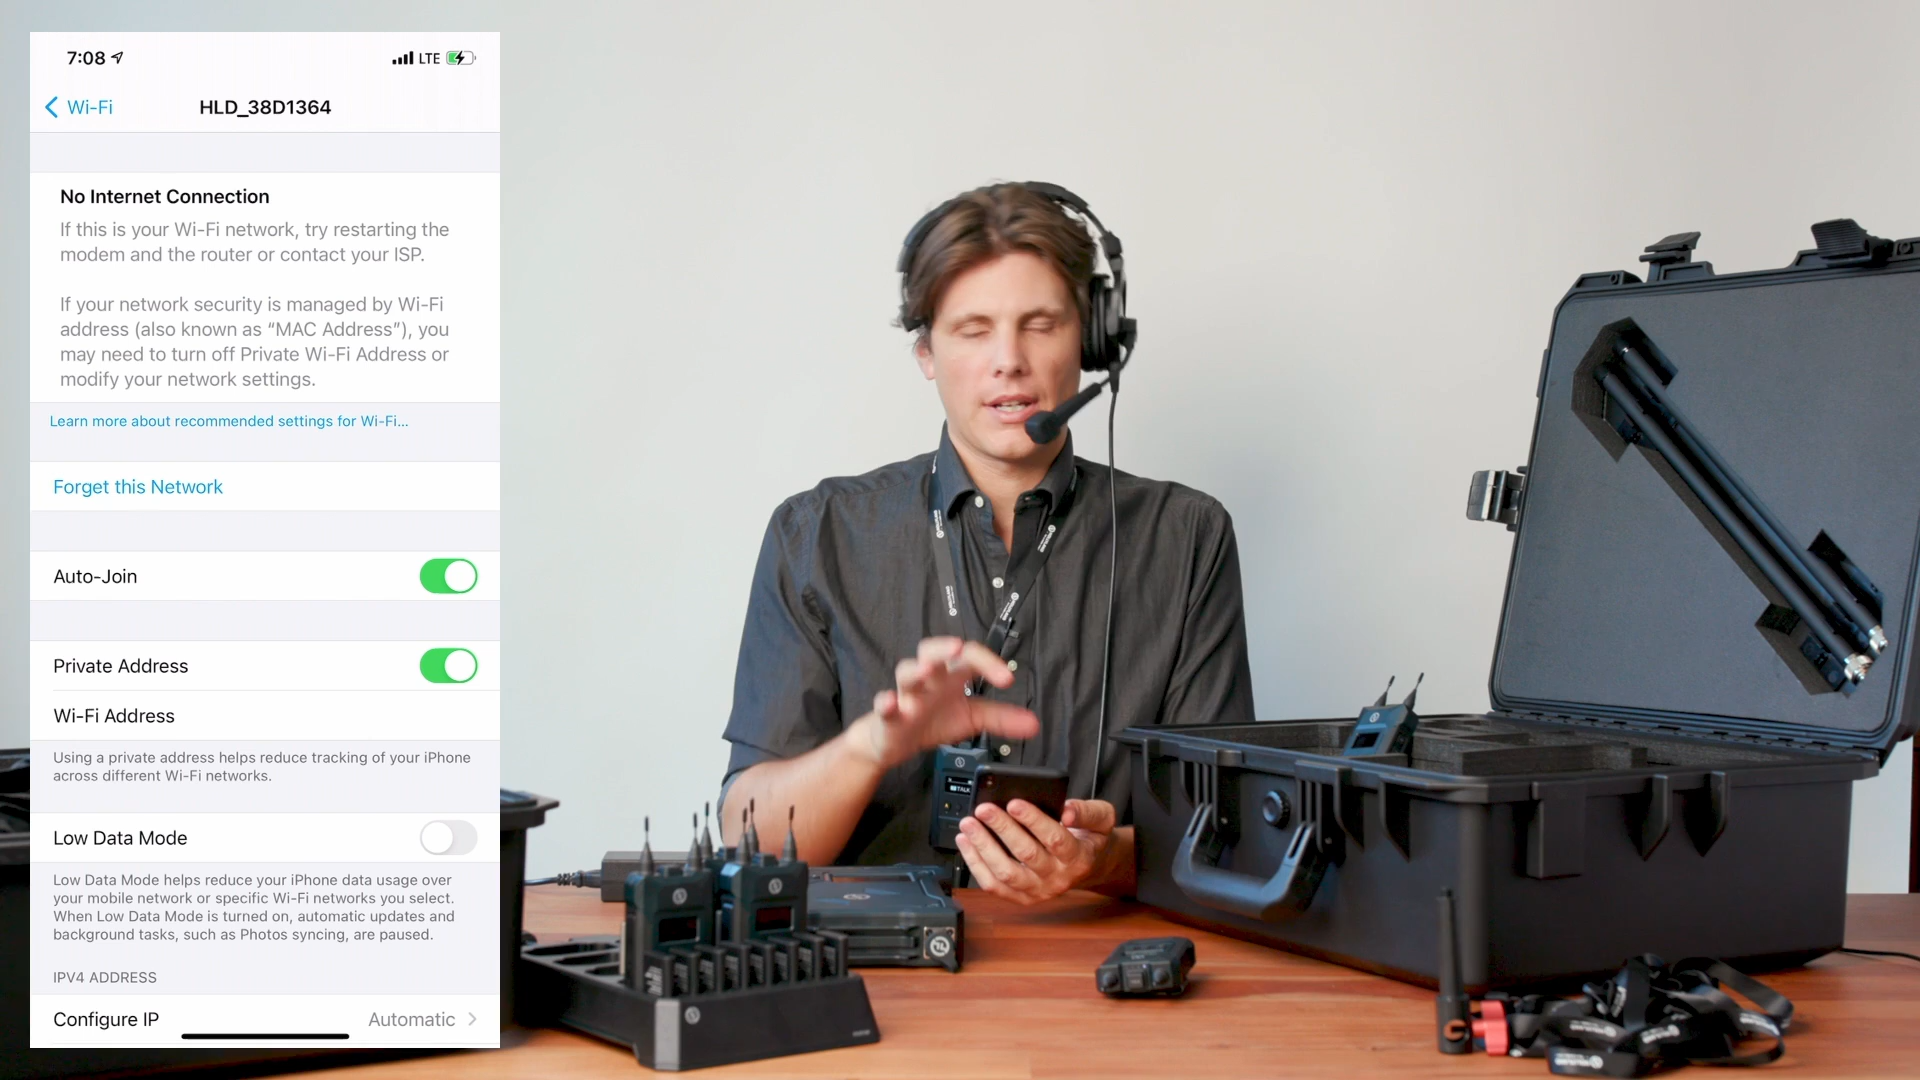 7:08
LTE
Wi-Fi
HLD_38D1364
No Internet Connection
If this is your Wi-Fi network, try restarting the
modem and the router or contact your ISP.
If your network security is managed by Wi-Fi
address (also known as “MAC Address”), you
may need to turn off Private Wi-Fi Address or
modify your network settings.
Learn more about recommended settings for Wi-Fi...
Forget this Network
Auto-Join
Private Address
Wi-Fi Address
Using a private address helps reduce tracking of your iPhone
across different Wi-Fi networks.
Low Data Mode
Low Data Mode helps reduce your iPhone data usage over
your mobile network or specific Wi-Fi networks you select.
When Low Data Mode is turned on, automatic updates and
background tasks, such as Photos syncing, are paused.
IPV4 ADDRESS
Configure IP
Automatic
TALK